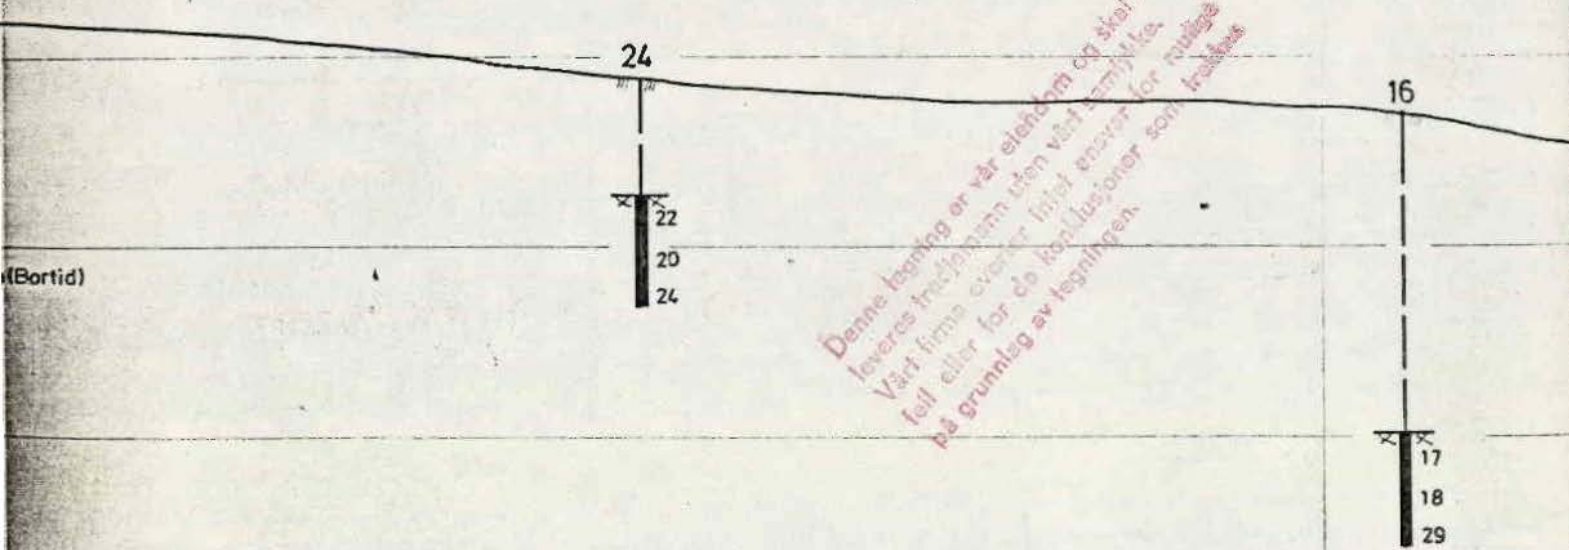 24
16
22
20
24
(Bortid)
17
18
29
Denne tegning er vår eiendom og skal
leveres tredjemann uten vårt samtykke.
Vårt firma overtar intet ansvar for mulige
feil eller for de konklusjoner som trekkes
på grunnlag av tegningen.